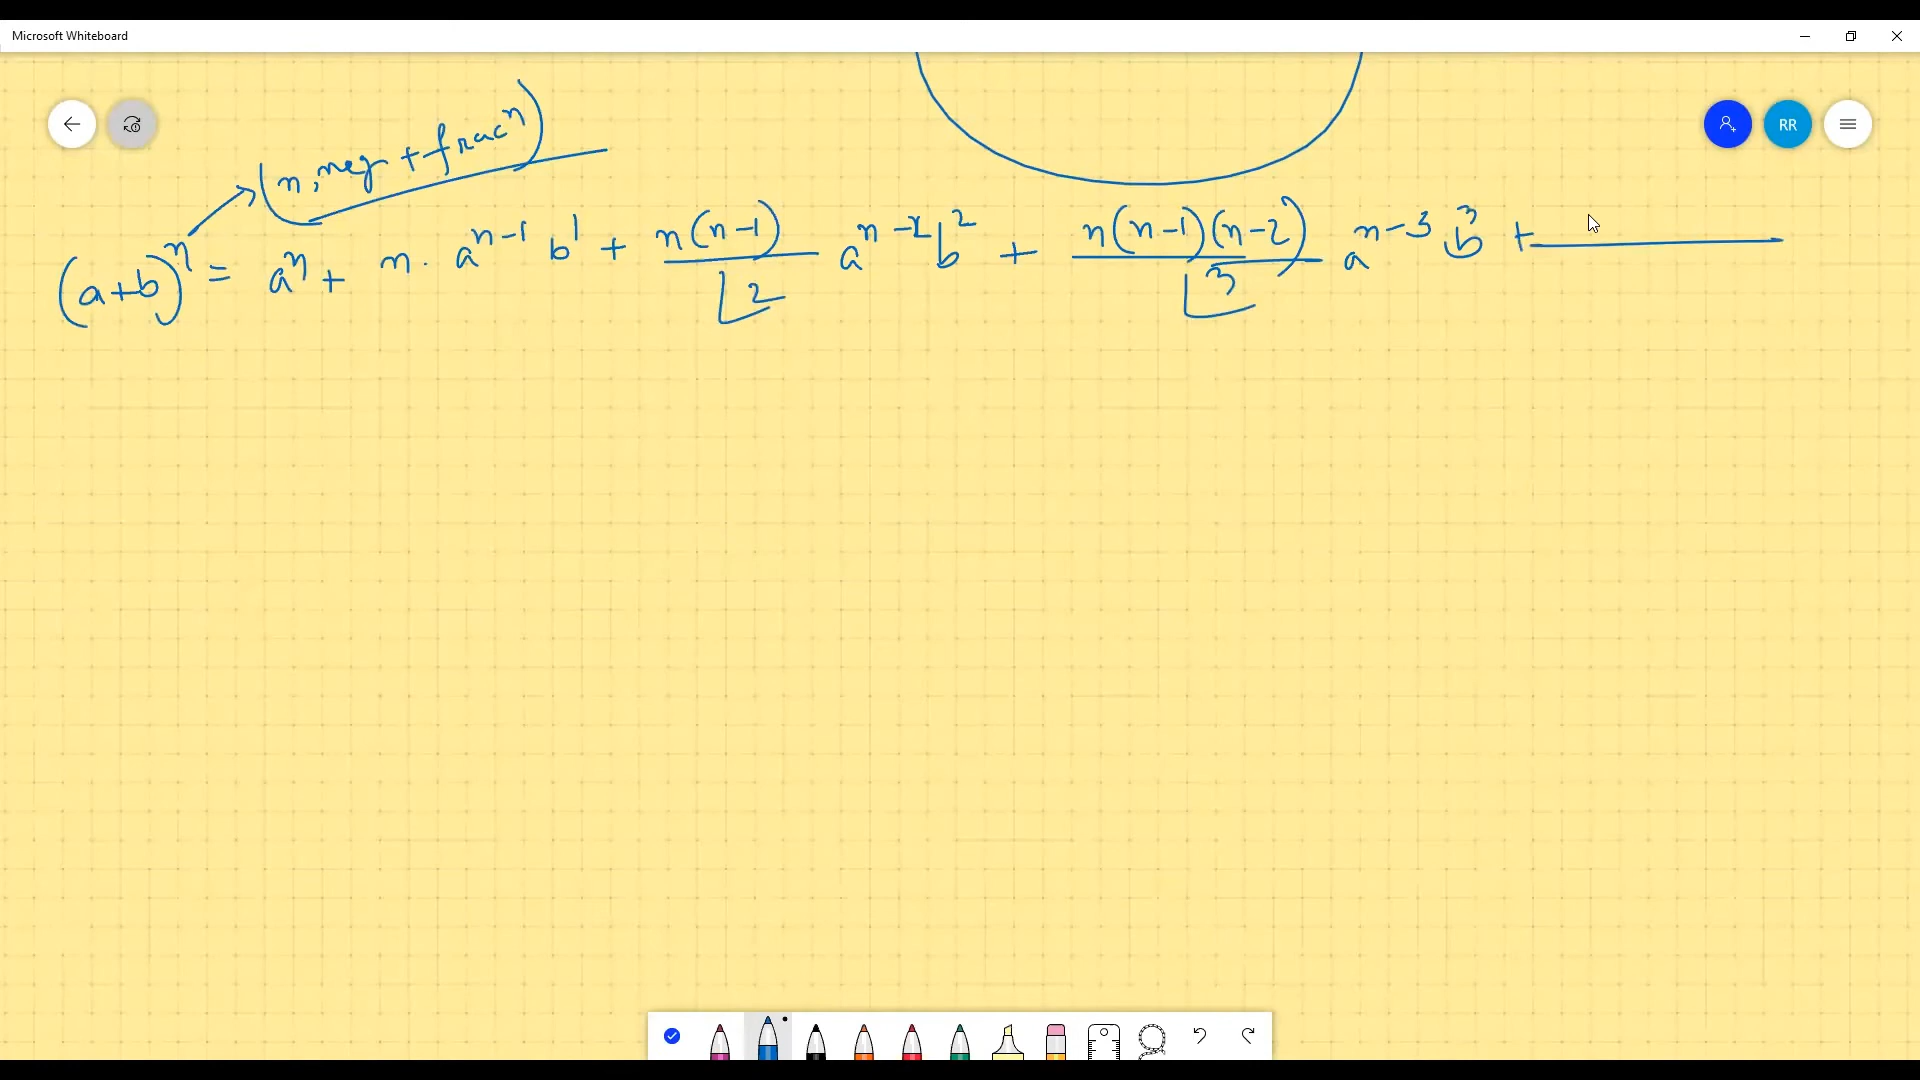 Microsoft Whiteboard
RR
(n, neg + fracⁿ)
(a+b)ⁿ = aⁿ + n · aⁿ⁻¹ b¹ + n(n-1)/⌊2 aⁿ⁻² b² + n(n-1)(n-2)/⌊3 aⁿ⁻³ b³ +